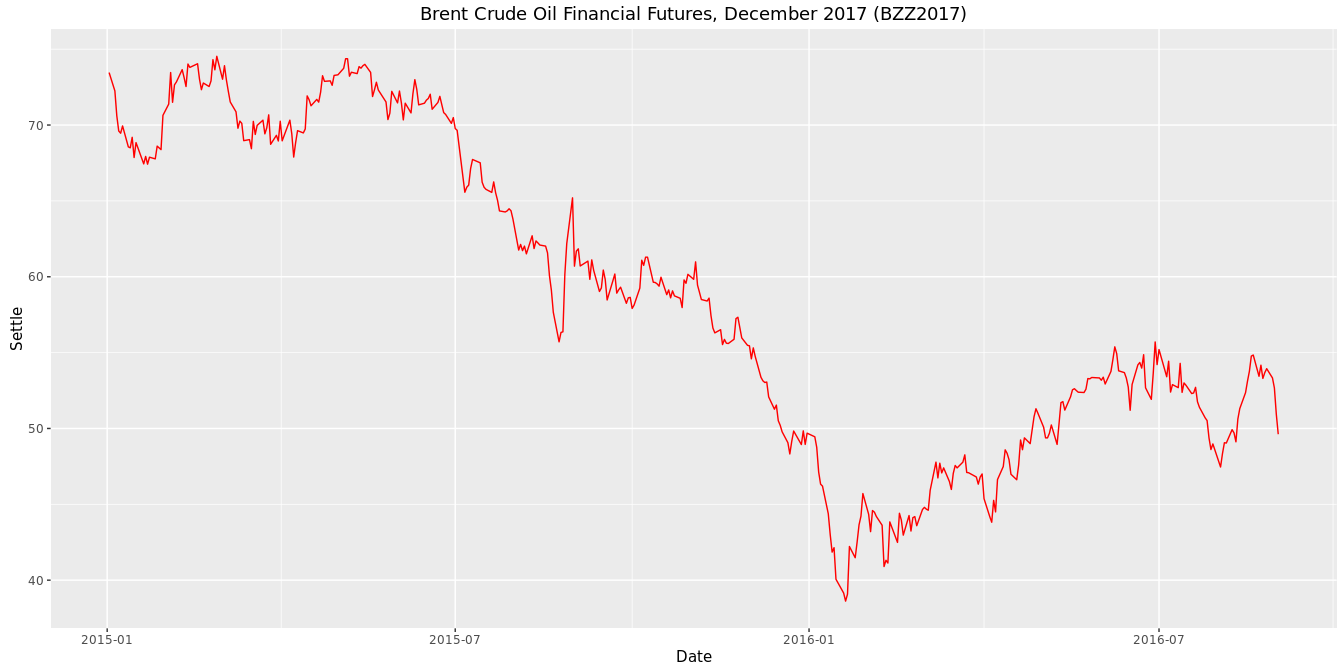 Brent Crude Oil Financial Futures, December 2017 (BZZ2017)
Settle
70
60
50
40
2015-01
2015-07
2016-01
2016-07
Date